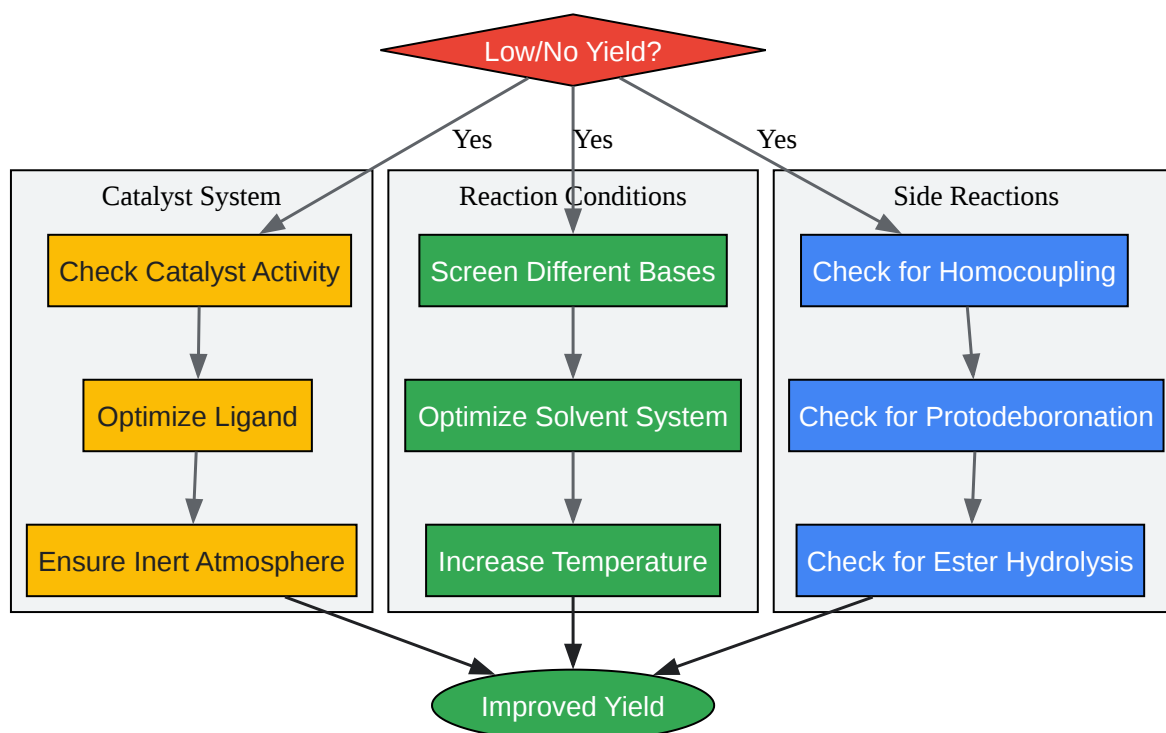 Low/No Yield?
Yes
Yes
Yes
Catalyst System
Reaction Conditions
Side Reactions
Check Catalyst Activity
Screen Different Bases
Check for Homocoupling
Optimize Ligand
Optimize Solvent System
Check for Protodeboronation
Ensure Inert Atmosphere
Increase Temperature
Check for Ester Hydrolysis
Improved Yield